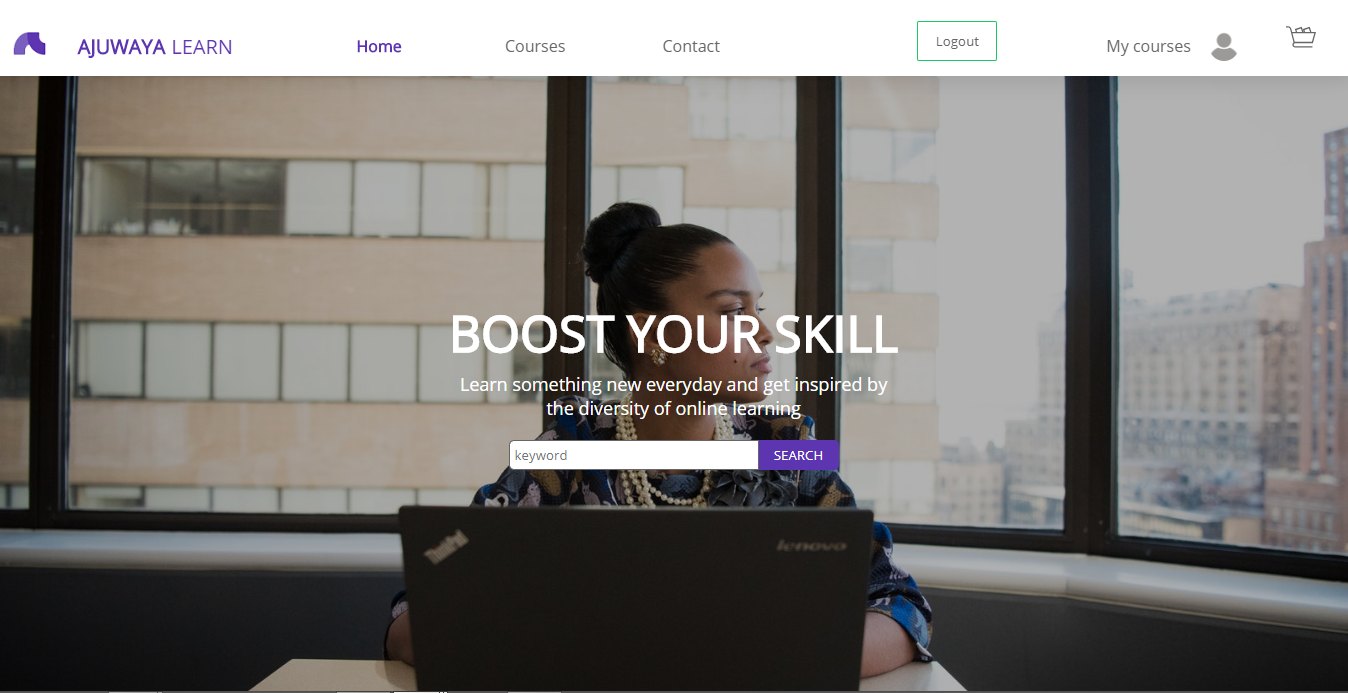 AJUWAYA LEARN
Home
Courses
Contact
Logout
My courses
BOOST YOUR SKILL
Learn something new everyday and get inspired by
the diversity of online learning
keyword
SEARCH
ThinkPad
lenovo